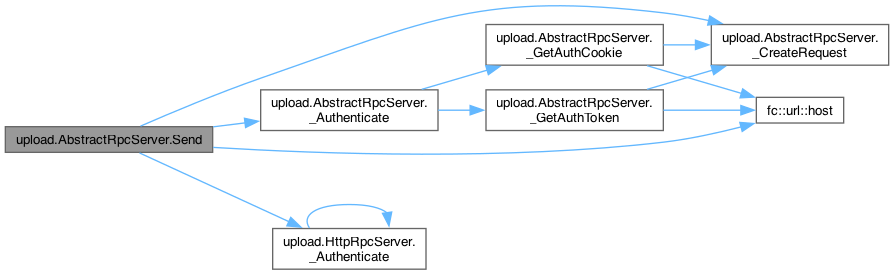 upload.AbstractRpcServer.Send
upload.AbstractRpcServer.
_Authenticate
upload.AbstractRpcServer.
_GetAuthCookie
upload.AbstractRpcServer.
_GetAuthToken
upload.AbstractRpcServer.
_CreateRequest
fc::url::host
upload.HttpRpcServer.
_Authenticate